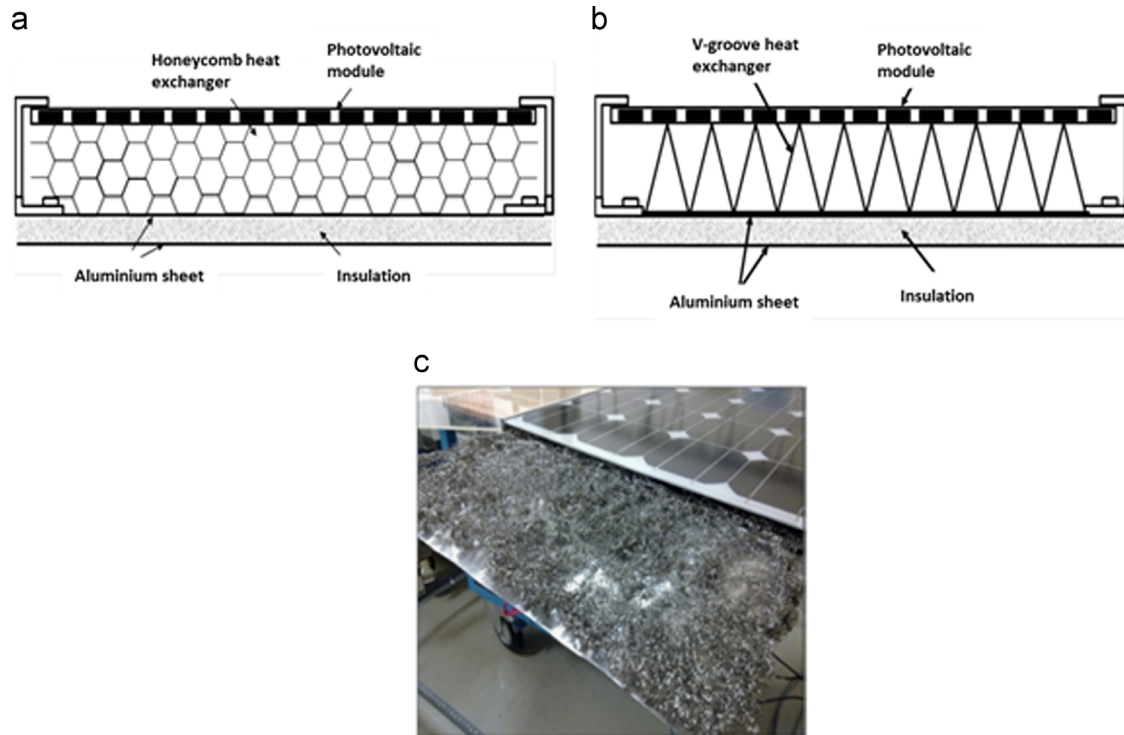 a
Honeycomb heat
exchanger
Photovoltaic
module
Aluminium sheet
Insulation
b
V-groove heat
exchanger
Photovoltaic
module
Aluminium sheet
Insulation
c